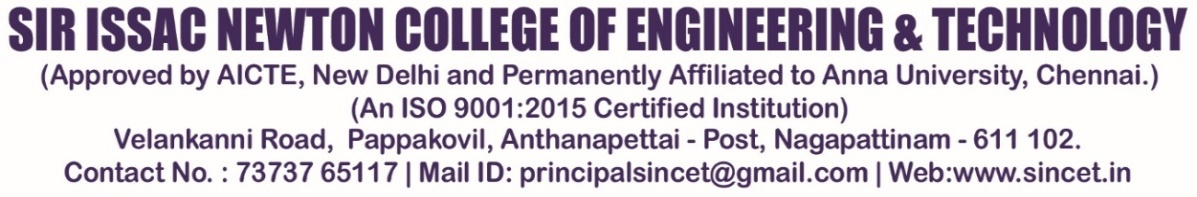 SIR ISSAC NEWTON COLLEGE OF ENGINEERING & TECHNOLOGY
(Approved by AICTE, New Delhi and Permanently Affiliated to Anna University, Chennai.)
(An ISO 9001:2015 Certified Institution)
Velankanni Road, Pappakovil, Anthanapettai - Post, Nagapattinam - 611 102.
Contact No. : 73737 65117 | Mail ID: principalsincet@gmail.com | Web:www.sincet.in